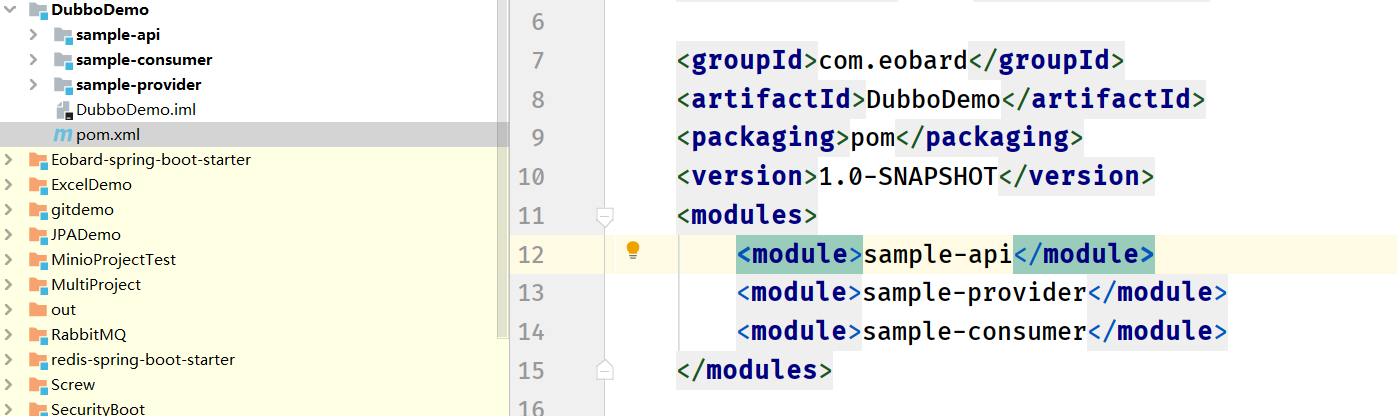 DubboDemo
sample-api
sample-consumer
sample-provider
DubboDemo.iml
pom.xml
Eobard-spring-boot-starter
ExcelDemo
gitdemo
JPADemo
MinioProjectTest
MultiProject
out
RabbitMQ
redis-spring-boot-starter
Screw
SecurityBoot
6
7 <groupId>com.eobard</groupId>
8 <artifactId>DubboDemo</artifactId>
9 <packaging>pom</packaging>
10 <version>1.0-SNAPSHOT</version>
11 <modules>
12 <module>sample-api</module>
13 <module>sample-provider</module>
14 <module>sample-consumer</module>
15 </modules>
16